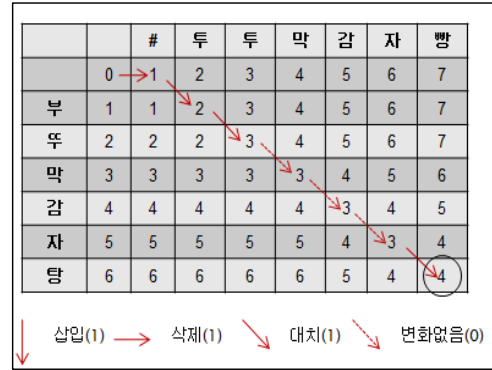 # 투 투 막 감 자 빵
0 1 2 3 4 5 6 7
부 1 1 2 3 4 5 6 7
뚜 2 2 2 3 4 5 6 7
막 3 3 3 3 3 4 5 6
감 4 4 4 4 4 3 4 5
자 5 5 5 5 5 4 3 4
탕 6 6 6 6 6 5 4 4
삽입(1) 삭제(1) 대치(1) 변화없음(0)